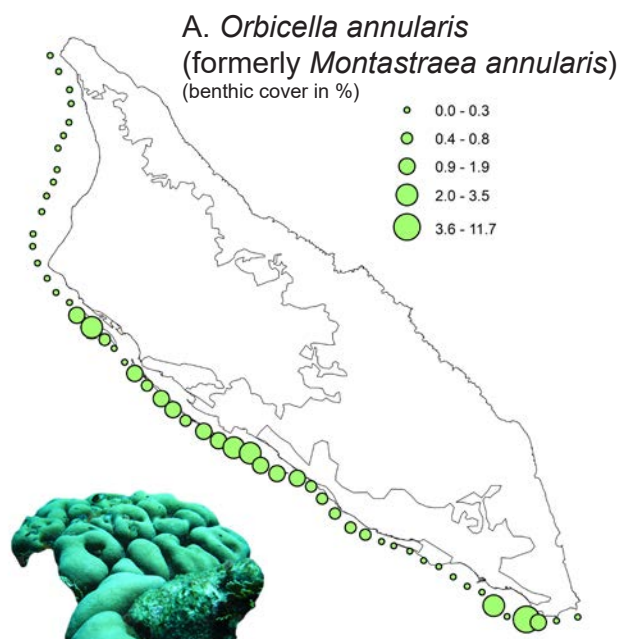 A. Orbicella annularis
(formerly Montastraea annularis)
(benthic cover in %)
0.0 - 0.3
0.4 - 0.8
0.9 - 1.9
2.0 - 3.5
3.6 - 11.7